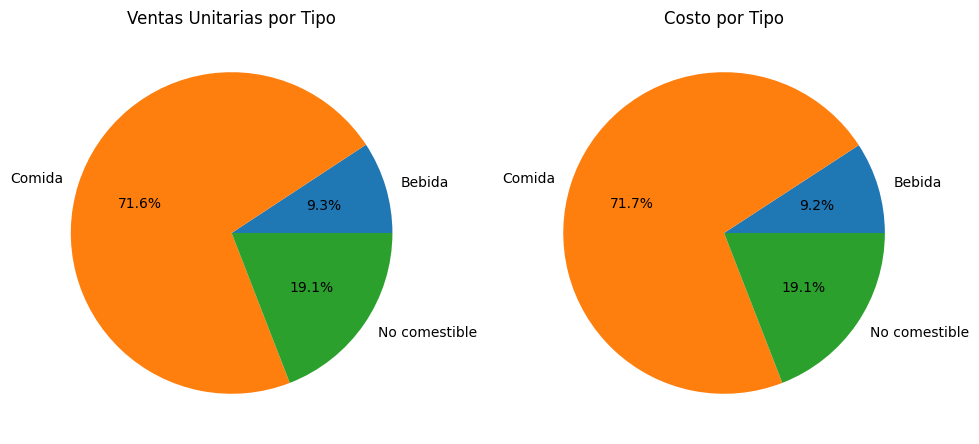 Ventas Unitarias por Tipo
Comida
71.6%
9.3%
Bebida
19.1%
No comestible
Costo por Tipo
Comida
71.7%
9.2%
Bebida
19.1%
No comestible